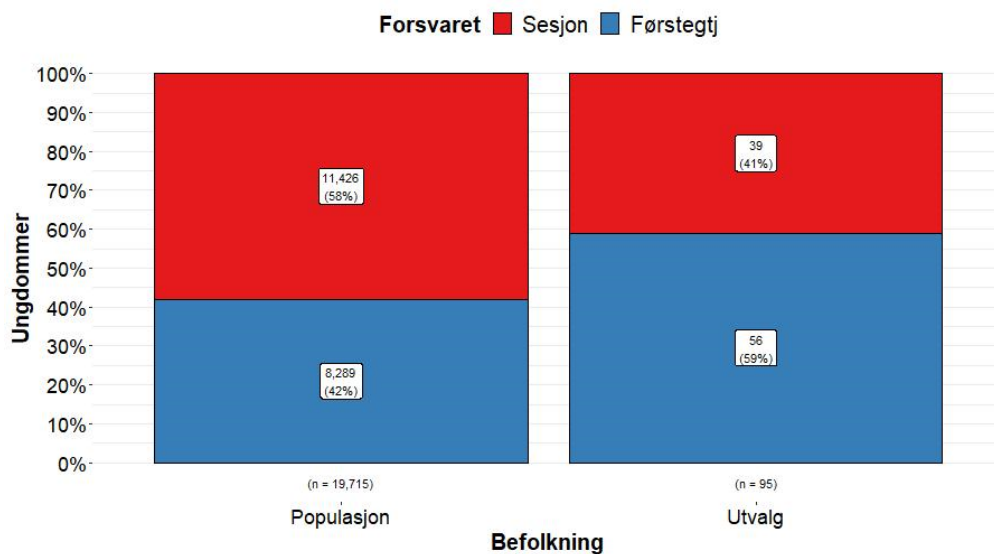 Forsvaret Sesjon Førstegtj
Ungdommer
100%
90%
80%
70%
60%
50%
40%
30%
20%
10%
0%
11,426
(58%)
8,289
(42%)
39
(41%)
56
(59%)
(n = 19,715)
(n = 95)
Populasjon
Utvalg
Befolkning